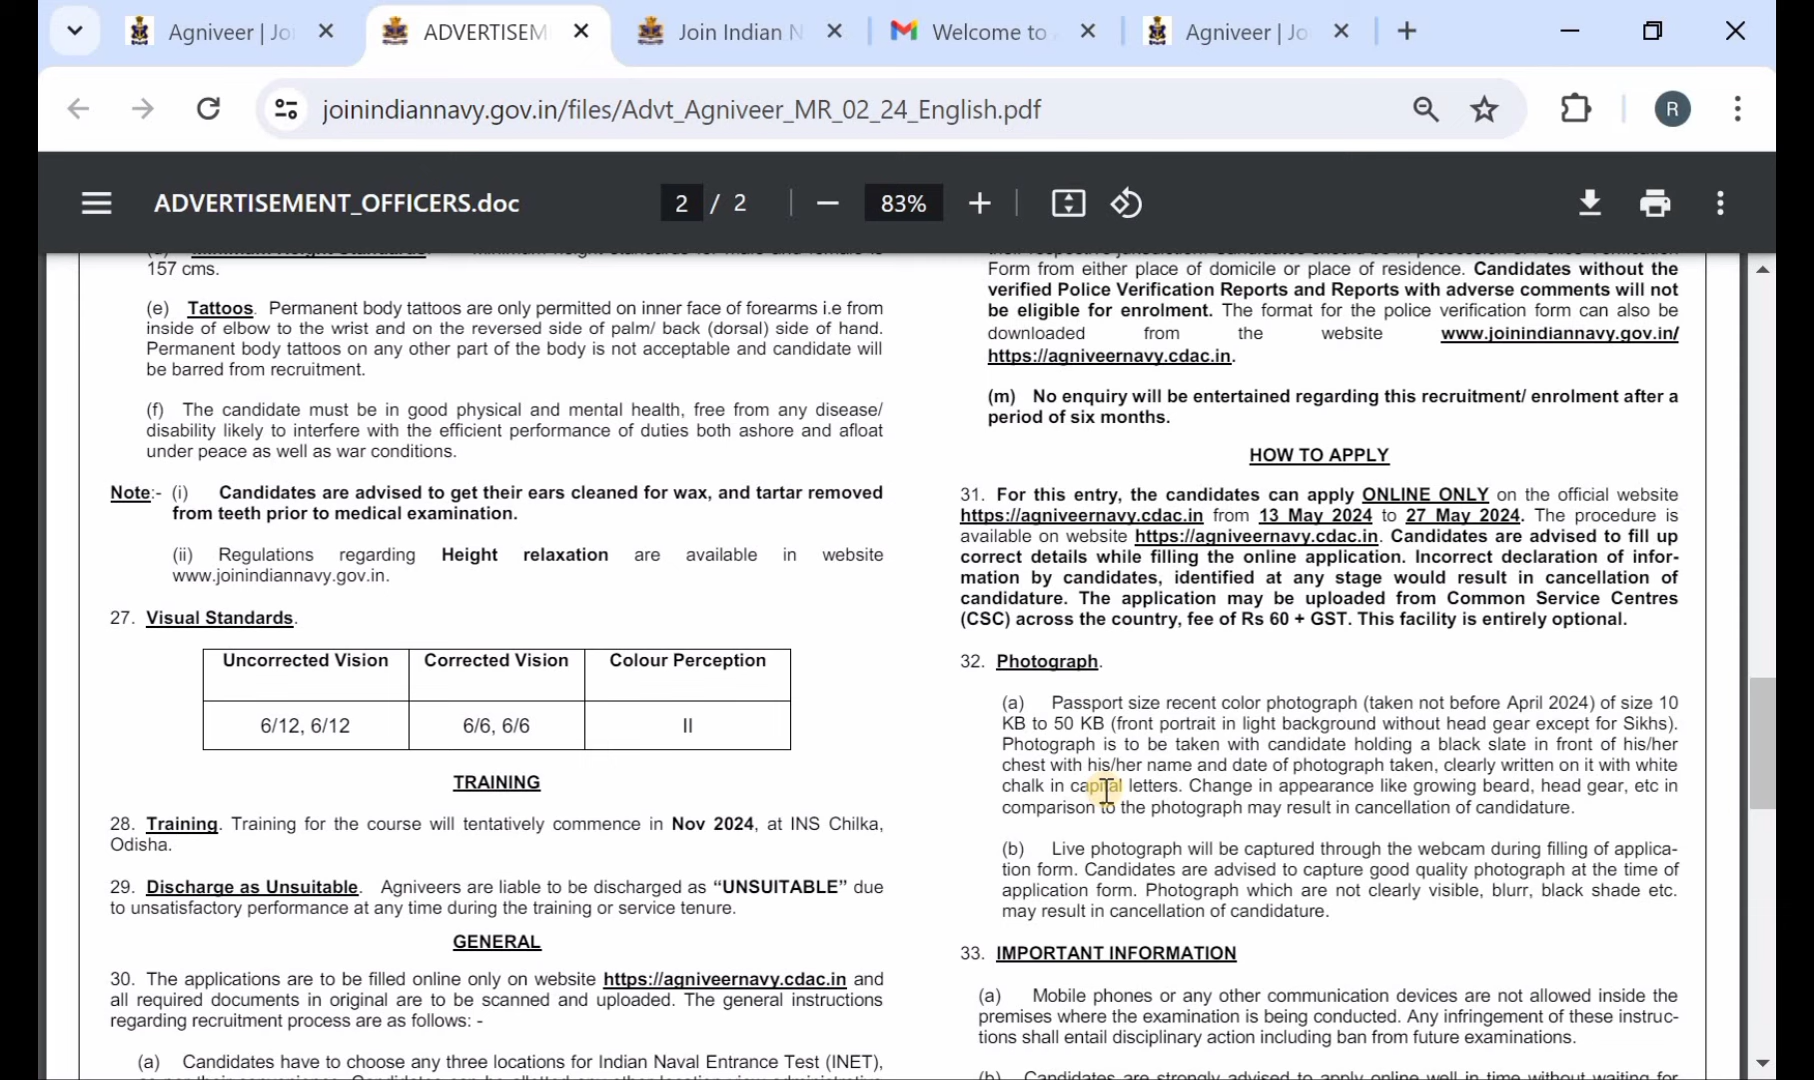 Agniveer | Jo
ADVERTISEM
Join Indian N
Welcome to
Agniveer | Jo
joinindiannavy.gov.in/files/Advt_Agniveer_MR_02_24_English.pdf
R
ADVERTISEMENT_OFFICERS.doc
2 / 2
83%
157 cms.
(e) Tattoos. Permanent body tattoos are only permitted on inner face of forearms i.e from
inside of elbow to the wrist and on the reversed side of palm/ back (dorsal) side of hand.
Permanent body tattoos on any other part of the body is not acceptable and candidate will
be barred from recruitment.
(f) The candidate must be in good physical and mental health, free from any disease/
disability likely to interfere with the efficient performance of duties both ashore and afloat
under peace as well as war conditions.
Note:- (i) Candidates are advised to get their ears cleaned for wax, and tartar removed
from teeth prior to medical examination.
(ii) Regulations regarding Height relaxation are available in website
www.joinindiannavy.gov.in.
27. Visual Standards.
Uncorrected Vision Corrected Vision Colour Perception
6/12, 6/12 6/6, 6/6 II
TRAINING
28. Training. Training for the course will tentatively commence in Nov 2024, at INS Chilka,
Odisha.
29. Discharge as Unsuitable. Agniveers are liable to be discharged as “UNSUITABLE” due
to unsatisfactory performance at any time during the training or service tenure.
GENERAL
30. The applications are to be filled online only on website https://agniveernavy.cdac.in and
all required documents in original are to be scanned and uploaded. The general instructions
regarding recruitment process are as follows: -
(a) Candidates have to choose any three locations for Indian Naval Entrance Test (INET),
Form from either place of domicile or place of residence. Candidates without the
verified Police Verification Reports and Reports with adverse comments will not
be eligible for enrolment. The format for the police verification form can also be
downloaded from the website www.joinindiannavy.gov.in/
https://agniveernavy.cdac.in.
(m) No enquiry will be entertained regarding this recruitment/ enrolment after a
period of six months.
HOW TO APPLY
31. For this entry, the candidates can apply ONLINE ONLY on the official website
https://agniveernavy.cdac.in from 13 May 2024 to 27 May 2024. The procedure is
available on website https://agniveernavy.cdac.in. Candidates are advised to fill up
correct details while filling the online application. Incorrect declaration of infor-
mation by candidates, identified at any stage would result in cancellation of
candidature. The application may be uploaded from Common Service Centres
(CSC) across the country, fee of Rs 60 + GST. This facility is entirely optional.
32. Photograph.
(a) Passport size recent color photograph (taken not before April 2024) of size 10
KB to 50 KB (front portrait in light background without head gear except for Sikhs).
Photograph is to be taken with candidate holding a black slate in front of his/her
chest with his/her name and date of photograph taken, clearly written on it with white
chalk in capital letters. Change in appearance like growing beard, head gear, etc in
comparison to the photograph may result in cancellation of candidature.
(b) Live photograph will be captured through the webcam during filling of applica-
tion form. Candidates are advised to capture good quality photograph at the time of
application form. Photograph which are not clearly visible, blurr, black shade etc.
may result in cancellation of candidature.
33. IMPORTANT INFORMATION
(a) Mobile phones or any other communication devices are not allowed inside the
premises where the examination is being conducted. Any infringement of these instruc-
tions shall entail disciplinary action including ban from future examinations.
(b) Candidates are strongly advised to apply online well in time without waiting for